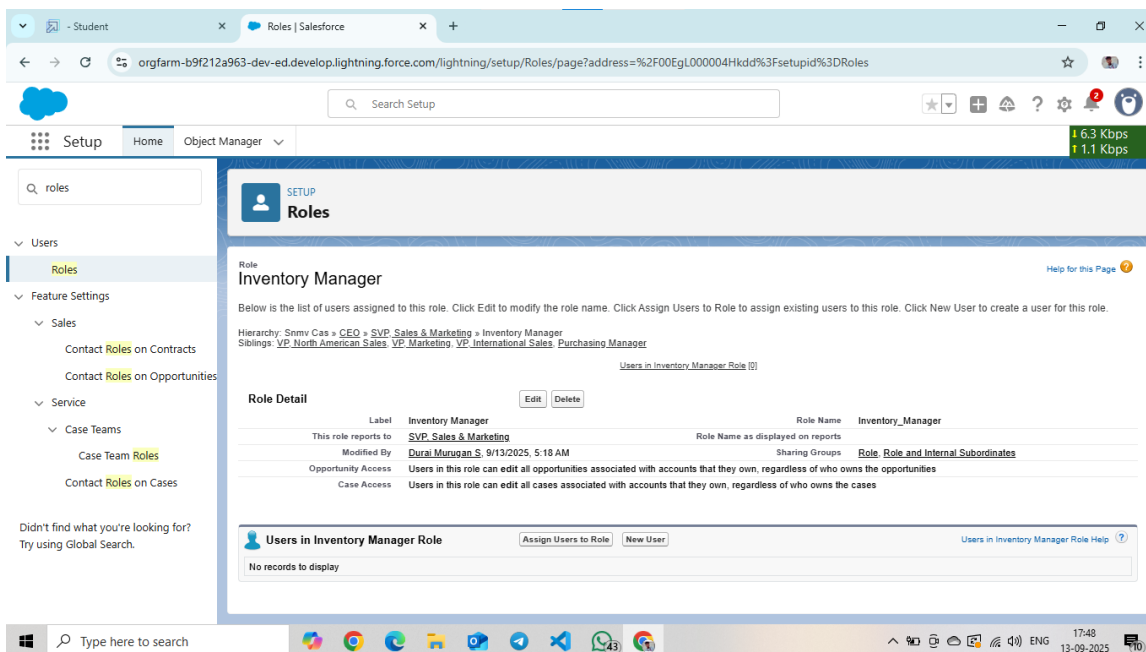 - Student
Roles | Salesforce
orgfarm-b9f212a963-dev-ed.develop.lightning.force.com/lightning/setup/Roles/page?address=%2F00EgL000004Hkdd%3Fsetupid%3DRoles
Search Setup
2
Setup
Home
Object Manager
6.3 Kbps
1.1 Kbps
roles
SETUP
Roles
Users
Roles
Feature Settings
Sales
Contact Roles on Contracts
Contact Roles on Opportunities
Service
Case Teams
Case Team Roles
Contact Roles on Cases
Didn't find what you're looking for?
Try using Global Search.
Role
Inventory Manager
Help for this Page
Below is the list of users assigned to this role. Click Edit to modify the role name. Click Assign Users to Role to assign existing users to this role. Click New User to create a user for this role.
Hierarchy: Snmv Cas » CEO » SVP, Sales & Marketing » Inventory Manager
Siblings: VP, North American Sales, VP, Marketing, VP, International Sales, Purchasing Manager
Users in Inventory Manager Role [0]
Role Detail Edit Delete
Label Inventory Manager Role Name Inventory_Manager
This role reports to SVP, Sales & Marketing Role Name as displayed on reports
Modified By Durai Murugan S, 9/13/2025, 5:18 AM Sharing Groups Role, Role and Internal Subordinates
Opportunity Access Users in this role can edit all opportunities associated with accounts that they own, regardless of who owns the opportunities
Case Access Users in this role can edit all cases associated with accounts that they own, regardless of who owns the cases
Users in Inventory Manager Role Assign Users to Role New User Users in Inventory Manager Role Help ?
No records to display
Type here to search
43
ENG
17:48
13-09-2025